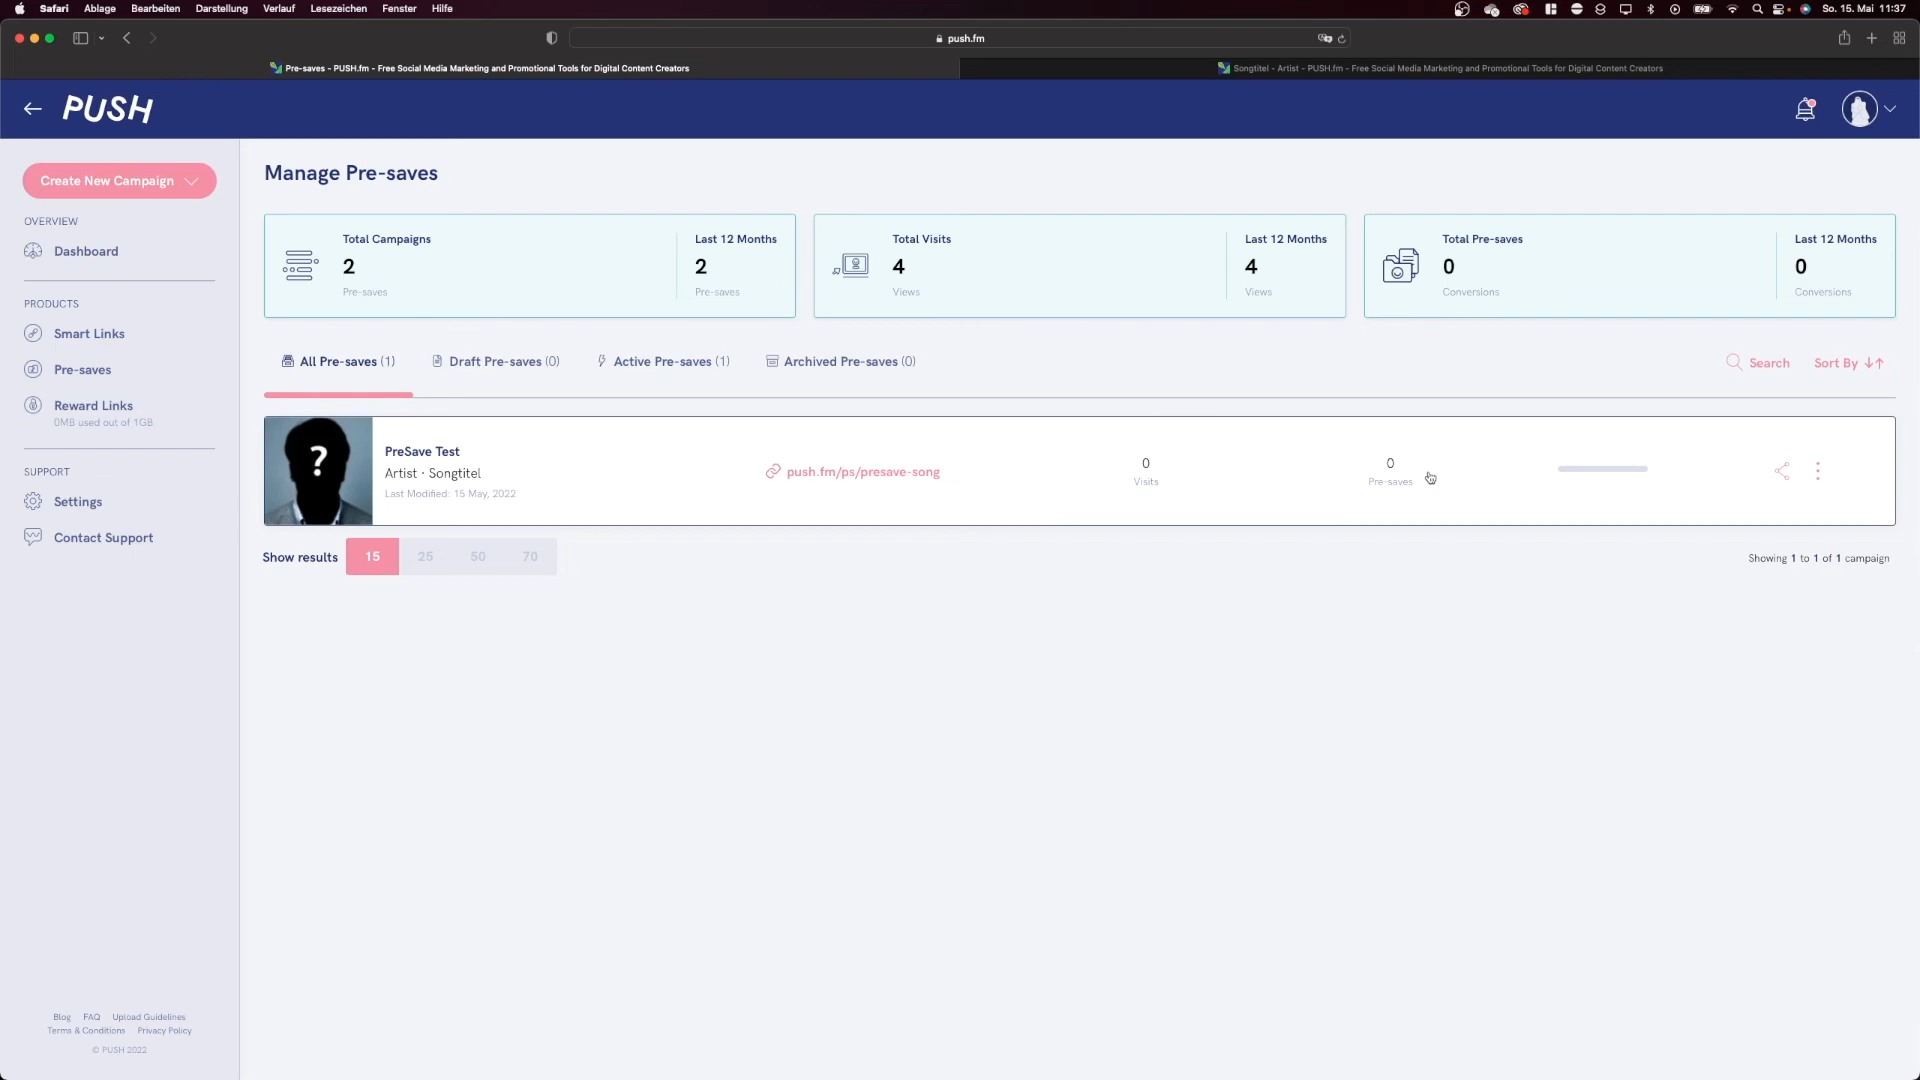 Safari Ablage Bearbeiten Darstellung Verlauf Lesezeichen Fenster Hilfe So. 15. Mai 11:37
push.fm
Pre-saves - PUSH.fm - Free Social Media Marketing and Promotional Tools for Digital Content Creators
Songtitel - Artist - PUSH.fm - Free Social Media Marketing and Promotional Tools for Digital Content Creators
PUSH
Create New Campaign
OVERVIEW
Dashboard
PRODUCTS
Smart Links
Pre-saves
Reward Links
0MB used out of 1GB
SUPPORT
Settings
Contact Support
Blog FAQ Upload Guidelines
Terms & Conditions Privacy Policy
© PUSH 2022
Manage Pre-saves
Total Campaigns
2
Pre-saves
Last 12 Months
2
Pre-saves
Total Visits
4
Views
Last 12 Months
4
Views
Total Pre-saves
0
Conversions
Last 12 Months
0
Conversions
All Pre-saves (1) Draft Pre-saves (0) Active Pre-saves (1) Archived Pre-saves (0) Search Sort By
?
PreSave Test
Artist · Songtitel
Last Modified: 15 May, 2022
push.fm/ps/presave-song
0
Visits
0
Pre-saves
Show results 15 25 50 70
Showing 1 to 1 of 1 campaign